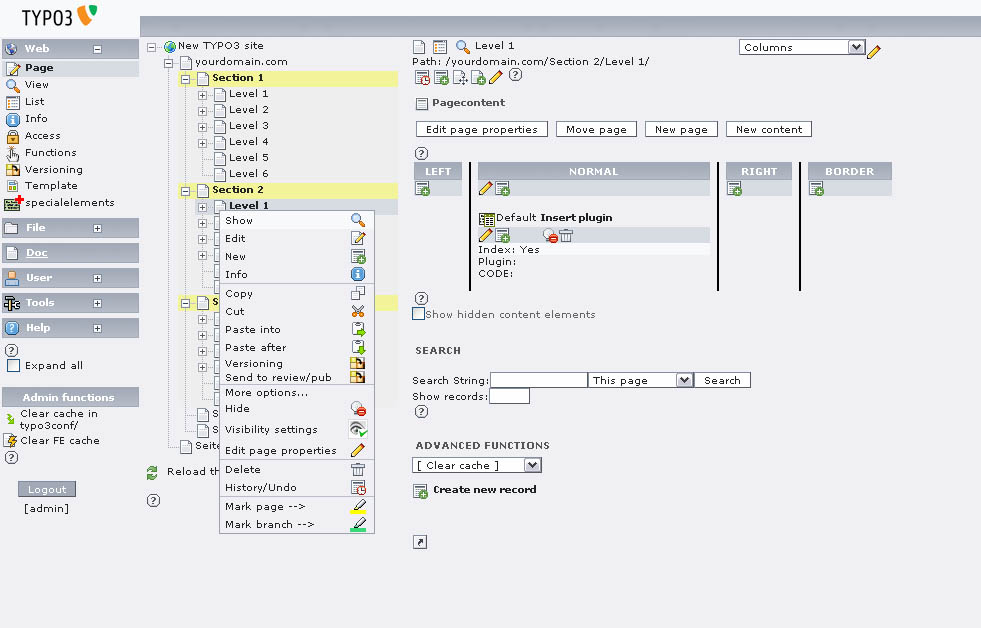 TYPO3
Web
Page
View
List
Info
Access
Functions
Versioning
Template
specialelements
File
Doc
User
Tools
Help
Expand all
Admin functions
Clear cache in
typo3conf/
Clear FE cache
Logout
[admin]
New TYPO3 site
yourdomain.com
Section 1
Level 1
Level 2
Level 3
Level 4
Level 5
Level 6
Section 2
Level 1
Show
Edit
New
Info
Copy
Cut
Paste into
Paste after
Versioning
Send to review/pub
More options...
Hide
Visibility settings
Edit page properties
Delete
History/Undo
Mark page -->
Mark branch -->
S
S
S
Seite
Reload th
Level 1
Columns
Path: /yourdomain.com/Section 2/Level 1/
Pagecontent
Edit page properties Move page New page New content
LEFT NORMAL RIGHT BORDER
Default Insert plugin
Index: Yes
Plugin:
CODE:
Show hidden content elements
SEARCH
Search String: This page Search
Show records:
ADVANCED FUNCTIONS
[ Clear cache ]
Create new record